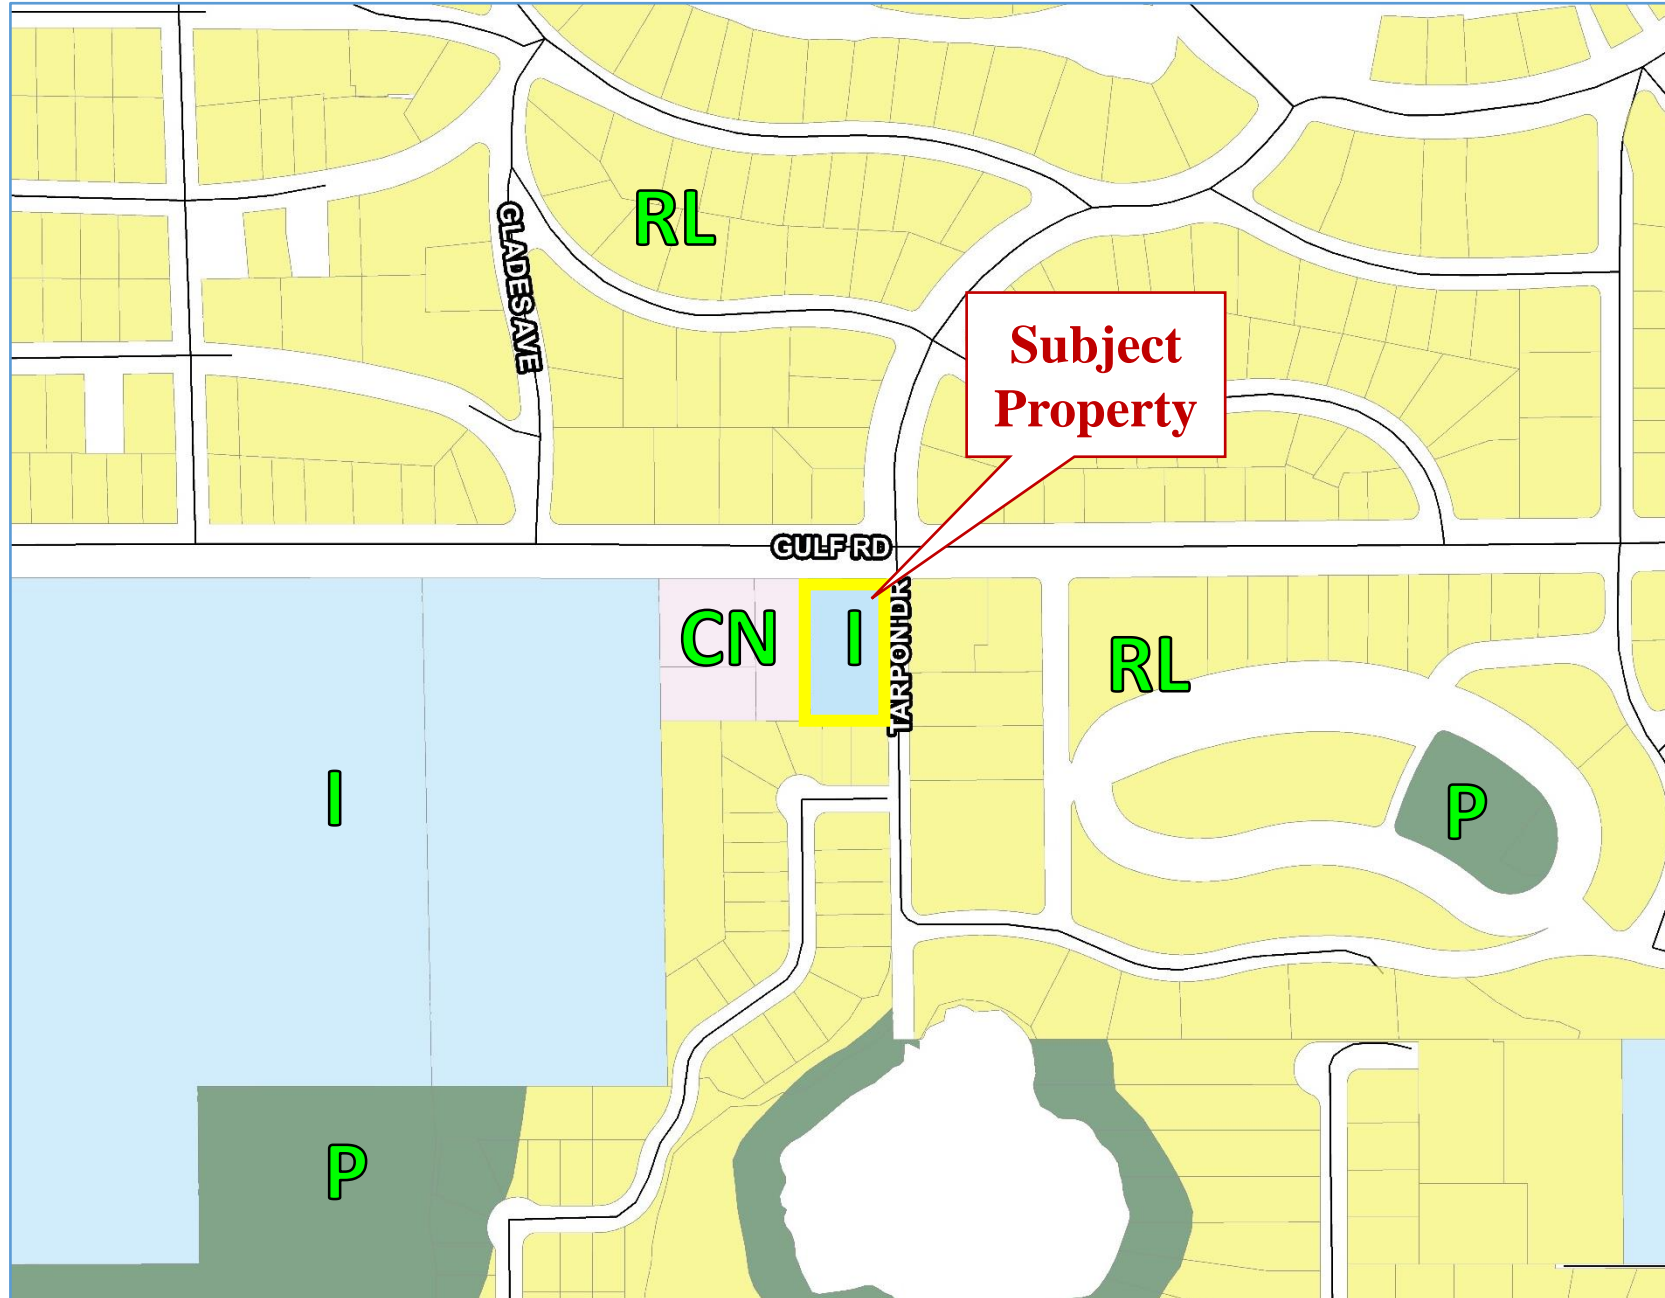 RL
GLADES AVE
Subject
Property
GULF RD
CN
I
TARPON DR
RL
I
P
P